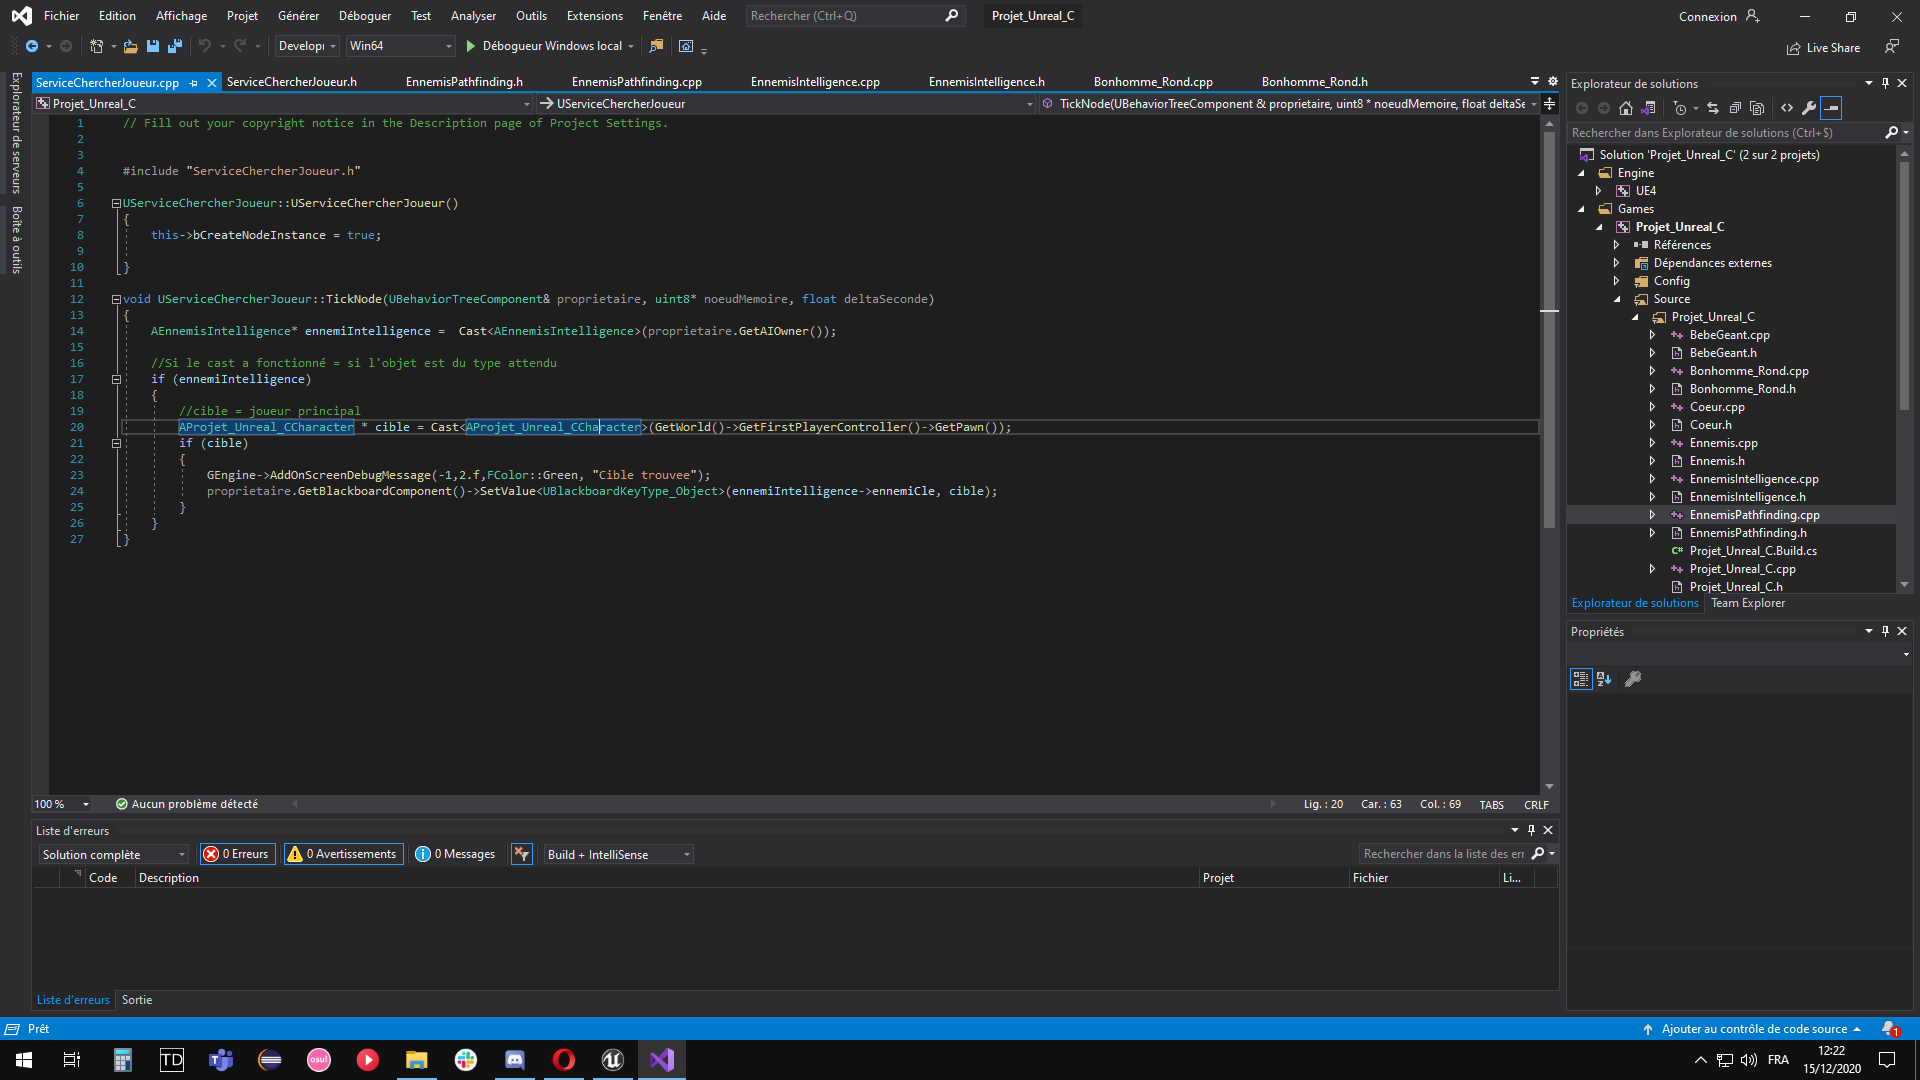 Fichier Edition Affichage Projet Générer Déboguer Test Analyser Outils Extensions Fenêtre Aide Rechercher (Ctrl+Q) Projet_Unreal_C Connexion
Developi Win64 Débogueur Windows local Live Share
Explorateur de serveurs
Boîte à outils
ServiceChercherJoueur.cpp ServiceChercherJoueur.h EnnemisPathfinding.h EnnemisPathfinding.cpp EnnemisIntelligence.cpp EnnemisIntelligence.h Bonhomme_Rond.cpp Bonhomme_Rond.h
Projet_Unreal_C UServiceChercherJoueur TickNode(UBehaviorTreeComponent & proprietaire, uint8 * noeudMemoire, float deltaSe
1 // Fill out your copyright notice in the Description page of Project Settings.
2
3
4 #include "ServiceChercherJoueur.h"
5
6 UServiceChercherJoueur::UServiceChercherJoueur()
7 {
8 this->bCreateNodeInstance = true;
9
10 }
11
12 void UServiceChercherJoueur::TickNode(UBehaviorTreeComponent& proprietaire, uint8* noeudMemoire, float deltaSeconde)
13 {
14 AEnnemisIntelligence* ennemiIntelligence =  Cast<AEnnemisIntelligence>(proprietaire.GetAIOwner());
15
16 //Si le cast a fonctionné = si l'objet est du type attendu
17 if (ennemiIntelligence)
18 {
19 //cible = joueur principal
20 AProjet_Unreal_CCharacter * cible = Cast<AProjet_Unreal_CCharacter>(GetWorld()->GetFirstPlayerController()->GetPawn());
21 if (cible)
22 {
23 GEngine->AddOnScreenDebugMessage(-1,2.f,FColor::Green, "Cible trouvee");
24 proprietaire.GetBlackboardComponent()->SetValue<UBlackboardKeyType_Object>(ennemiIntelligence->ennemiCle, cible);
25 }
26 }
27 }
100 % Aucun problème détecté Lig. : 20 Car. : 63 Col. : 69 TABS CRLF
Liste d'erreurs
Solution complète 0 Erreurs 0 Avertissements 0 Messages Build + IntelliSense Rechercher dans la liste des err
Code Description Projet Fichier Li...
Liste d'erreurs Sortie
Explorateur de solutions
Rechercher dans Explorateur de solutions (Ctrl+$)
Solution 'Projet_Unreal_C' (2 sur 2 projets)
Engine
UE4
Games
Projet_Unreal_C
Références
Dépendances externes
Config
Source
Projet_Unreal_C
BebeGeant.cpp
BebeGeant.h
Bonhomme_Rond.cpp
Bonhomme_Rond.h
Coeur.cpp
Coeur.h
Ennemis.cpp
Ennemis.h
EnnemisIntelligence.cpp
EnnemisIntelligence.h
EnnemisPathfinding.cpp
EnnemisPathfinding.h
C# Projet_Unreal_C.Build.cs
Projet_Unreal_C.cpp
Projet_Unreal_C.h
Explorateur de solutions Team Explorer
Propriétés
Prêt Ajouter au contrôle de code source 1
TD osu! FRA 12:22
15/12/2020